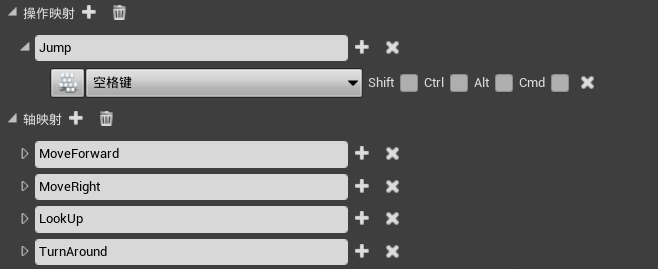 操作映射
Jump
空格键 Shift Ctrl Alt Cmd
轴映射
MoveForward
MoveRight
LookUp
TurnAround